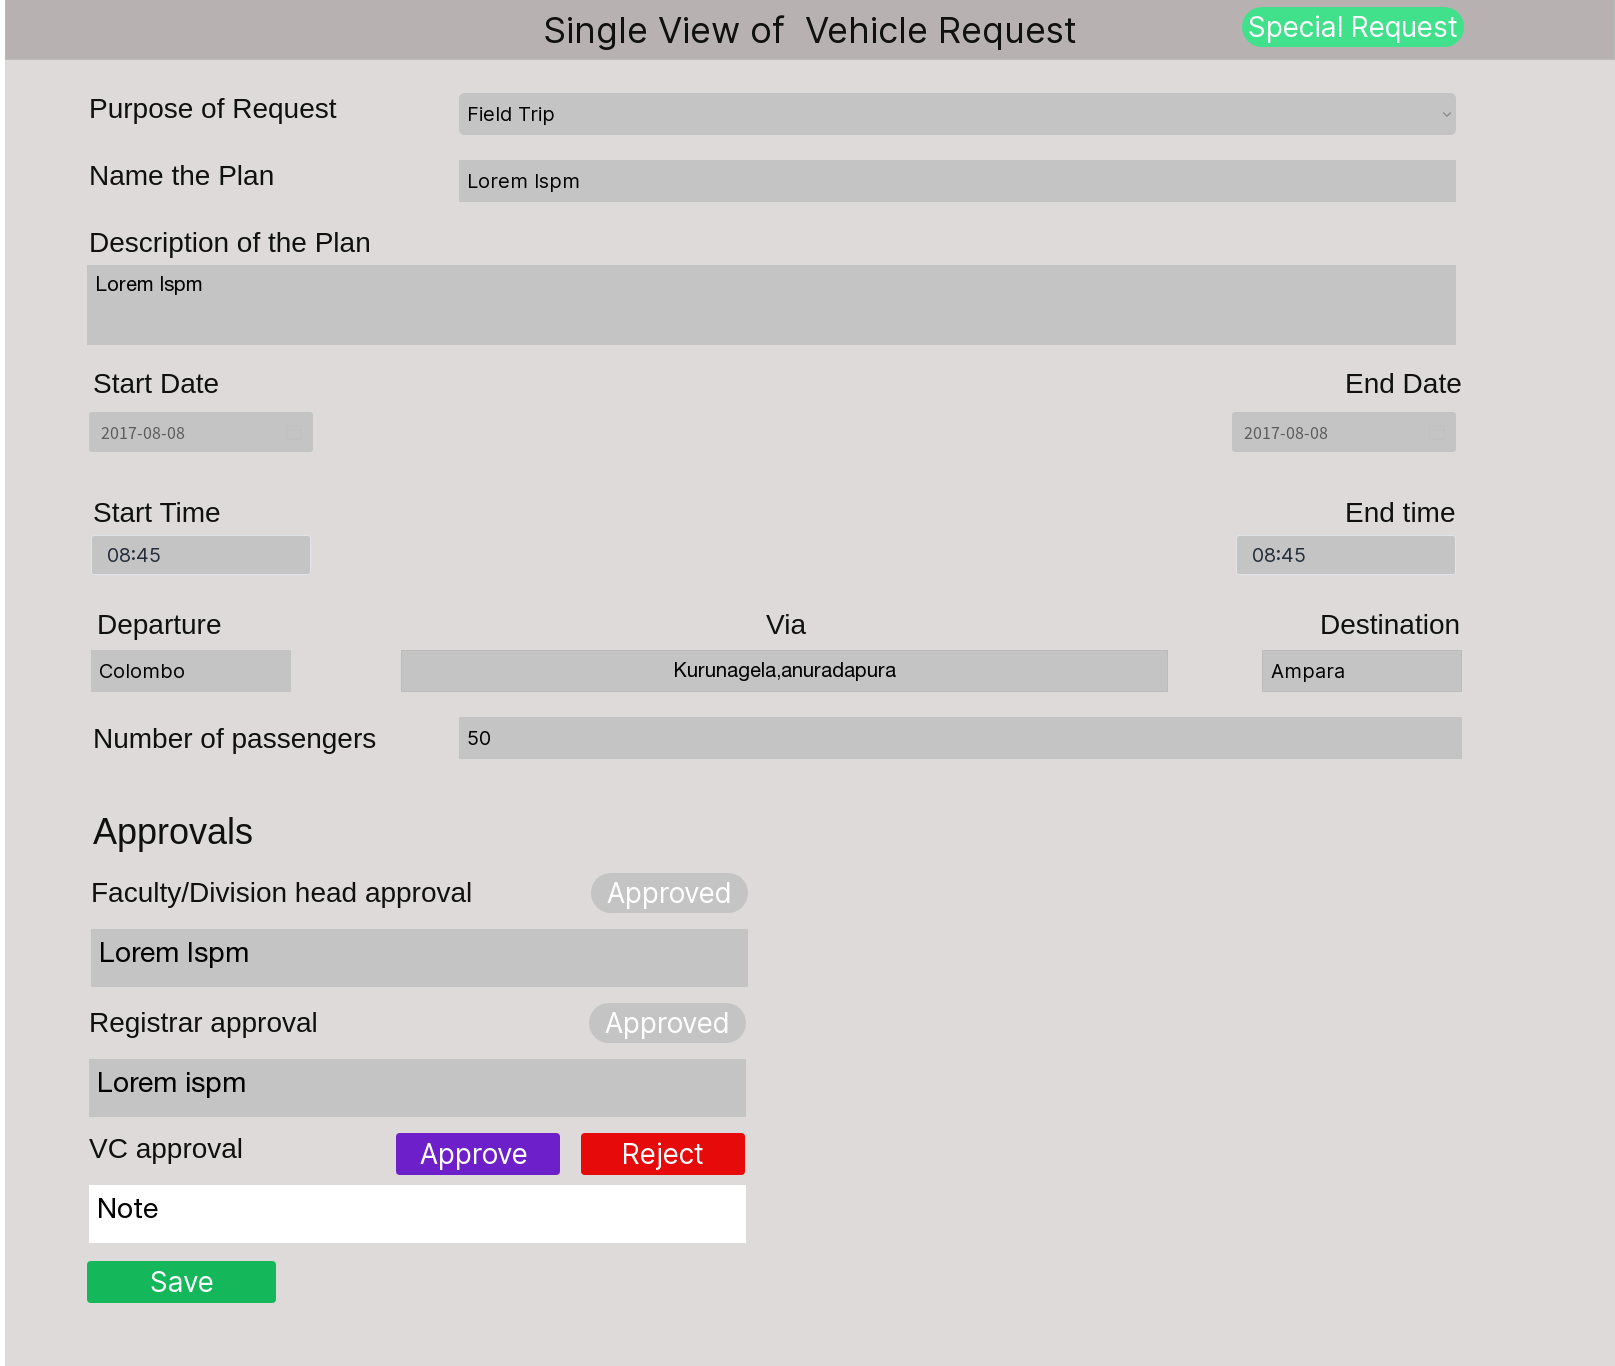 Single View of  Vehicle Request
Special Request
Purpose of Request
Field Trip
Name the Plan
Lorem Ispm
Description of the Plan
Lorem Ispm
Start Date
End Date
2017-08-08
2017-08-08
Start Time
End time
08:45
08:45
Departure
Via
Destination
Colombo
Kurunagela,anuradapura
Ampara
Number of passengers
50
Approvals
Faculty/Division head approval
Approved
Lorem Ispm
Registrar approval
Approved
Lorem ispm
VC approval
Approve
Reject
Note
Save